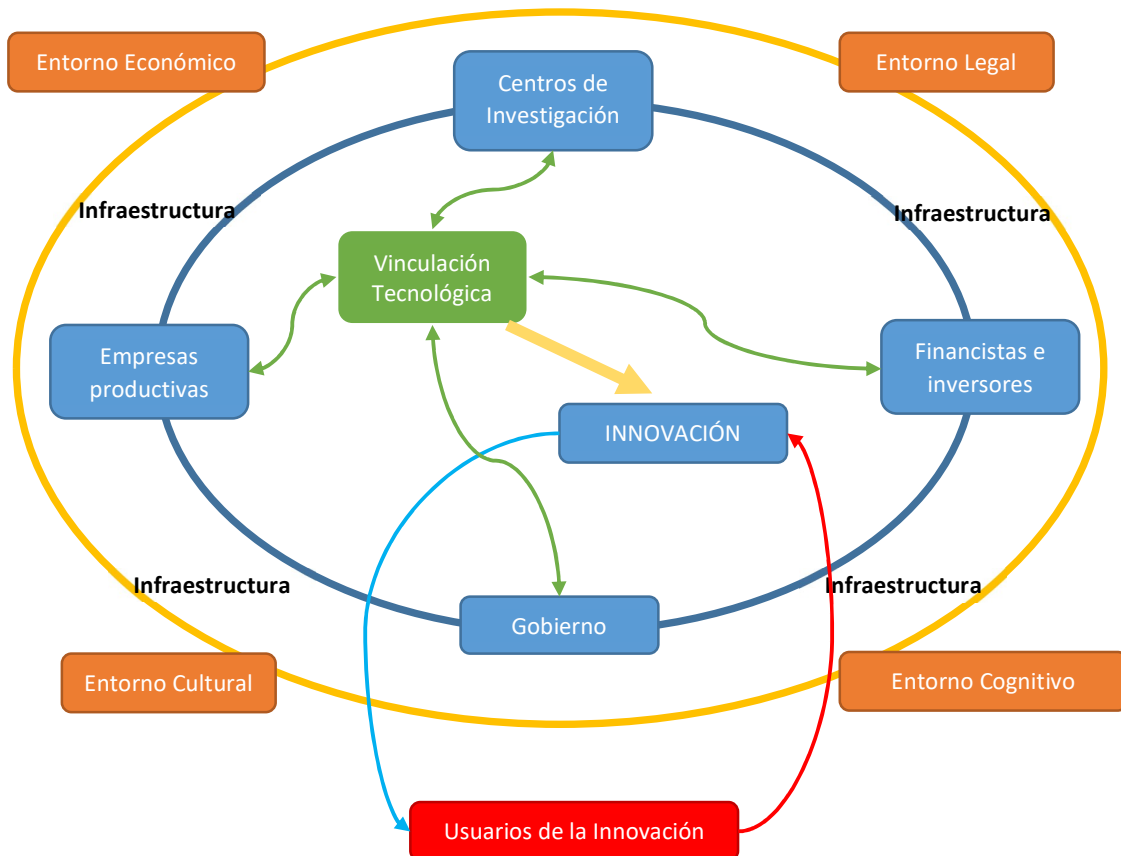 Entorno Económico
Entorno Legal
Centros de
Investigación
Infraestructura
Infraestructura
Vinculación
Tecnológica
Empresas
productivas
Financistas e
inversores
INNOVACIÓN
Infraestructura
Infraestructura
Gobierno
Entorno Cultural
Entorno Cognitivo
Usuarios de la Innovación